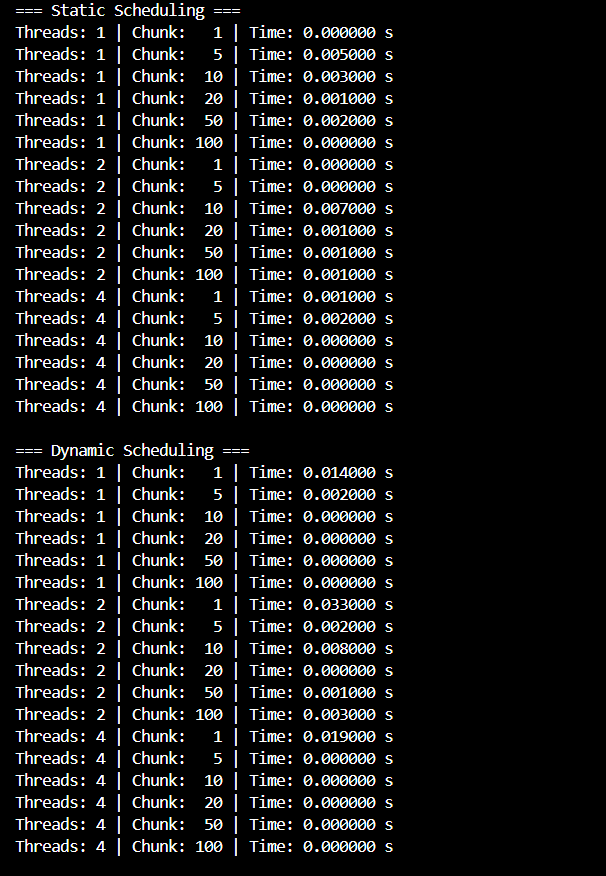 === Static Scheduling ===
Threads: 1 | Chunk:   1 | Time: 0.000000 s
Threads: 1 | Chunk:   5 | Time: 0.005000 s
Threads: 1 | Chunk:  10 | Time: 0.003000 s
Threads: 1 | Chunk:  20 | Time: 0.001000 s
Threads: 1 | Chunk:  50 | Time: 0.002000 s
Threads: 1 | Chunk: 100 | Time: 0.000000 s
Threads: 2 | Chunk:   1 | Time: 0.000000 s
Threads: 2 | Chunk:   5 | Time: 0.000000 s
Threads: 2 | Chunk:  10 | Time: 0.007000 s
Threads: 2 | Chunk:  20 | Time: 0.001000 s
Threads: 2 | Chunk:  50 | Time: 0.001000 s
Threads: 2 | Chunk: 100 | Time: 0.001000 s
Threads: 4 | Chunk:   1 | Time: 0.001000 s
Threads: 4 | Chunk:   5 | Time: 0.002000 s
Threads: 4 | Chunk:  10 | Time: 0.000000 s
Threads: 4 | Chunk:  20 | Time: 0.000000 s
Threads: 4 | Chunk:  50 | Time: 0.000000 s
Threads: 4 | Chunk: 100 | Time: 0.000000 s

=== Dynamic Scheduling ===
Threads: 1 | Chunk:   1 | Time: 0.014000 s
Threads: 1 | Chunk:   5 | Time: 0.002000 s
Threads: 1 | Chunk:  10 | Time: 0.000000 s
Threads: 1 | Chunk:  20 | Time: 0.000000 s
Threads: 1 | Chunk:  50 | Time: 0.000000 s
Threads: 1 | Chunk: 100 | Time: 0.000000 s
Threads: 2 | Chunk:   1 | Time: 0.033000 s
Threads: 2 | Chunk:   5 | Time: 0.002000 s
Threads: 2 | Chunk:  10 | Time: 0.008000 s
Threads: 2 | Chunk:  20 | Time: 0.000000 s
Threads: 2 | Chunk:  50 | Time: 0.001000 s
Threads: 2 | Chunk: 100 | Time: 0.003000 s
Threads: 4 | Chunk:   1 | Time: 0.019000 s
Threads: 4 | Chunk:   5 | Time: 0.000000 s
Threads: 4 | Chunk:  10 | Time: 0.000000 s
Threads: 4 | Chunk:  20 | Time: 0.000000 s
Threads: 4 | Chunk:  50 | Time: 0.000000 s
Threads: 4 | Chunk: 100 | Time: 0.000000 s